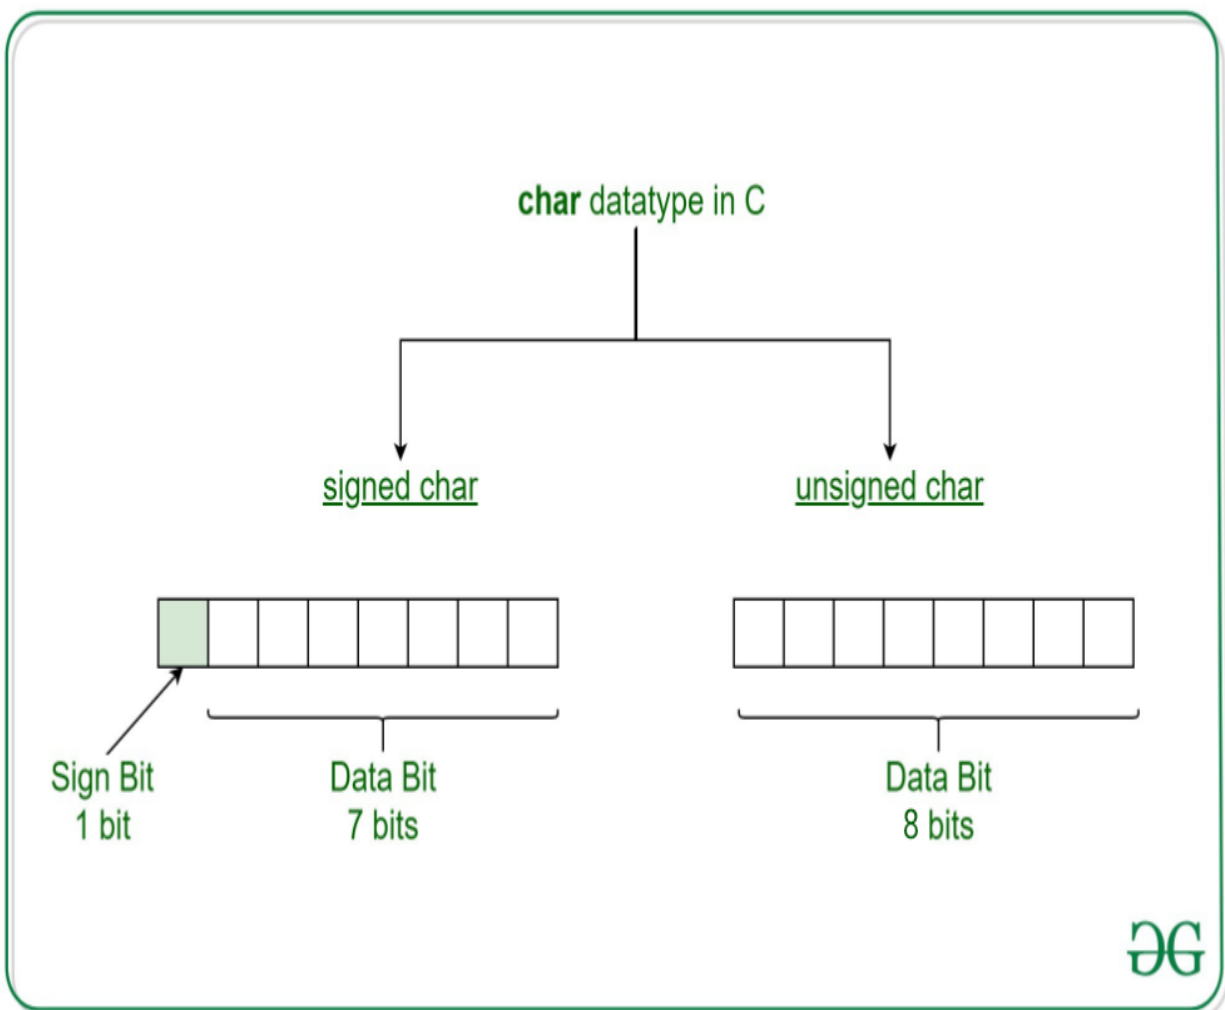 char datatype in C
signed char
unsigned char
Sign Bit
1 bit
Data Bit
7 bits
Data Bit
8 bits